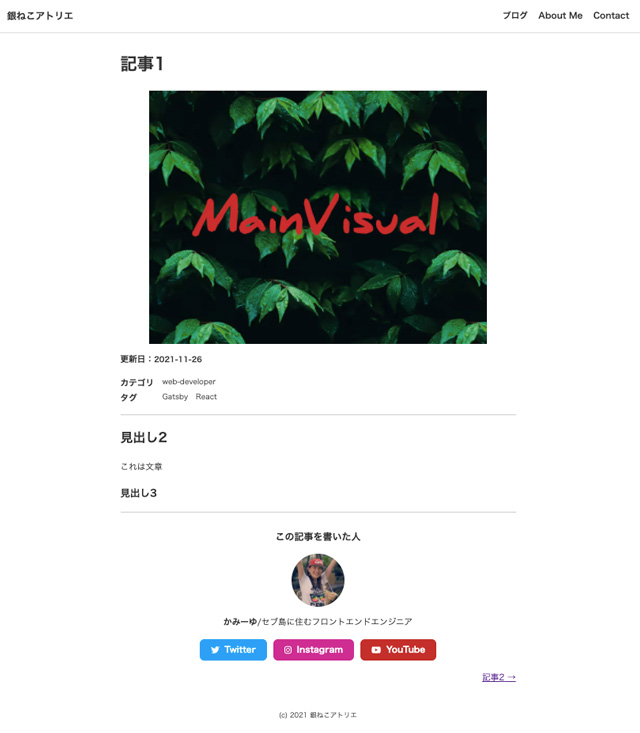 銀ねこアトリエ
ブログ About Me Contact
記事1
MainVisual
更新日：2021-11-26
カテゴリ web-developer
タグ Gatsby React
見出し2
これは文章
見出し3
この記事を書いた人
かみーゆ/セブ島に住むフロントエンドエンジニア
Twitter Instagram YouTube
記事2 →
(c) 2021 銀ねこアトリエ